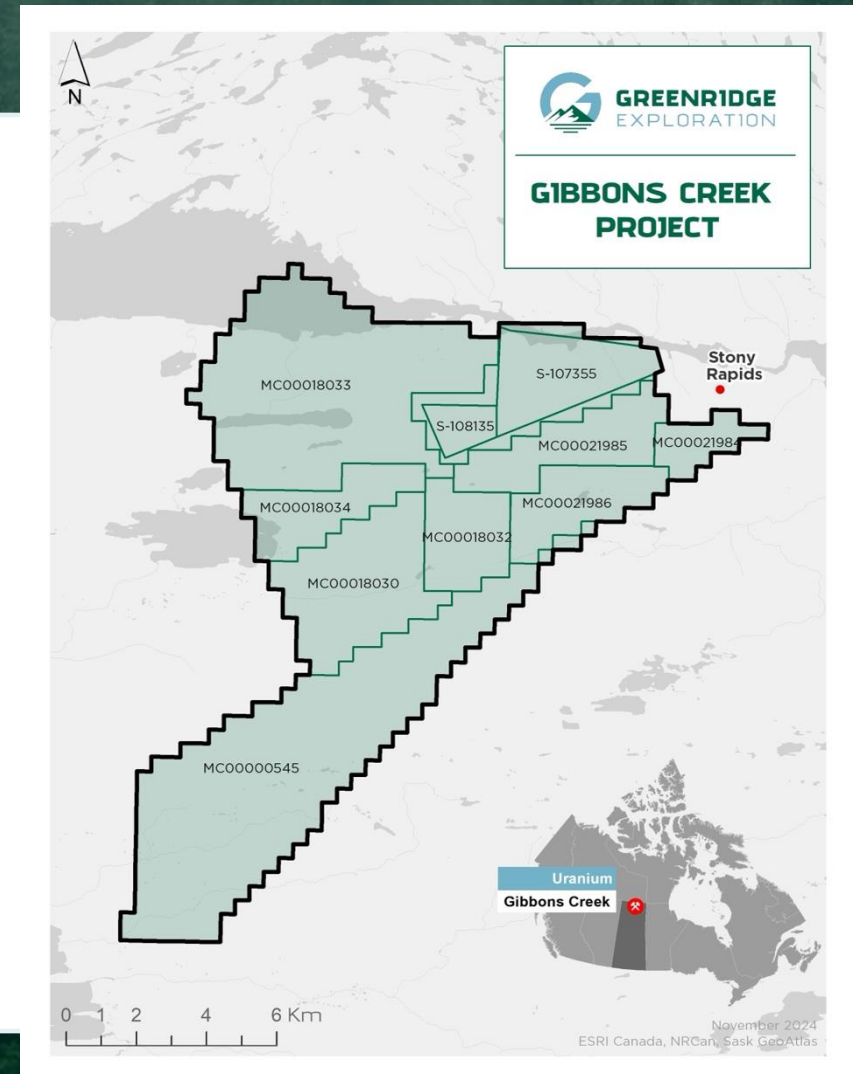 N
GREENRIDGE
EXPLORATION
GIBBONS CREEK
PROJECT
Stony
Rapids
S-107355
MC00018033
S-108135
MC00021985
MC00021984
MC00018034
MC00021986
MC00018032
MC00018030
MC00000545
Uranium
Gibbons Creek
0 1 2 4 6 Km
November 2024
ESRI Canada, NRCan, Sask GeoAtlas